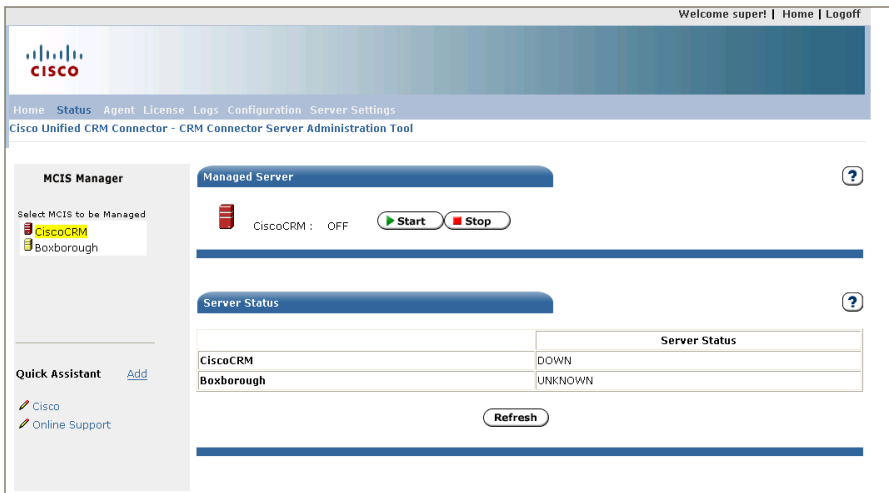 Welcome super! | Home | Logoff
CISCO
Home Status Agent License Logs Configuration Server Settings
Cisco Unified CRM Connector - CRM Connector Server Administration Tool
MCIS Manager
Select MCIS to be Managed
CiscoCRM
Boxborough
Quick Assistant Add
Cisco
Online Support
Managed Server
?
CiscoCRM : OFF Start Stop
Server Status
?
Server Status
CiscoCRM DOWN
Boxborough UNKNOWN
Refresh